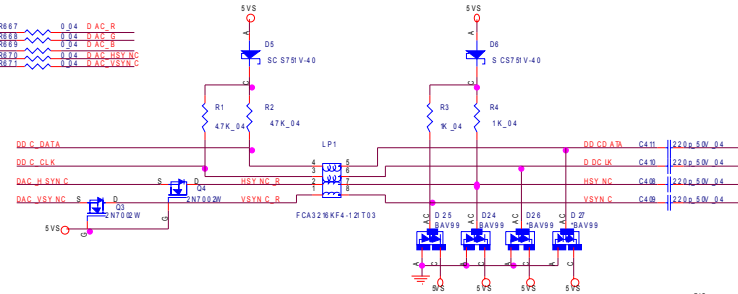 5VS 5VS
R667 0_04 DAC_R
R668 0_04 DAC_G
R669 0_04 DAC_B
R670 0_04 DAC_HSYNC
R671 0_04 DAC_VSYNC
A A
D5 D6
SCS751V-40 SCS751V-40
C C
R1 R2 R3 R4
4.7K_04 4.7K_04 1K_04 1K_04
DDC_DATA LP1 DDCDATA C411 220p_50V_04
DDC_CLK 4 5 DDCLK C410 220p_50V_04
3 6
DAC_HSYNC S D HSYNC_R 2 7 HSYNC C408 220p_50V_04
Q4 1 8
2N7002W
DAC_VSYNC S D VSYNC_R VSYNC C409 220p_50V_04
Q3
2N7002W
G FCA3216KF4-121T03
5VS G
AC D25 AC D24 AC D26 AC D27
BAV99 BAV99 *BAV99 *BAV99
A C A C A C A C
5VS 5VS 5VS 5VS